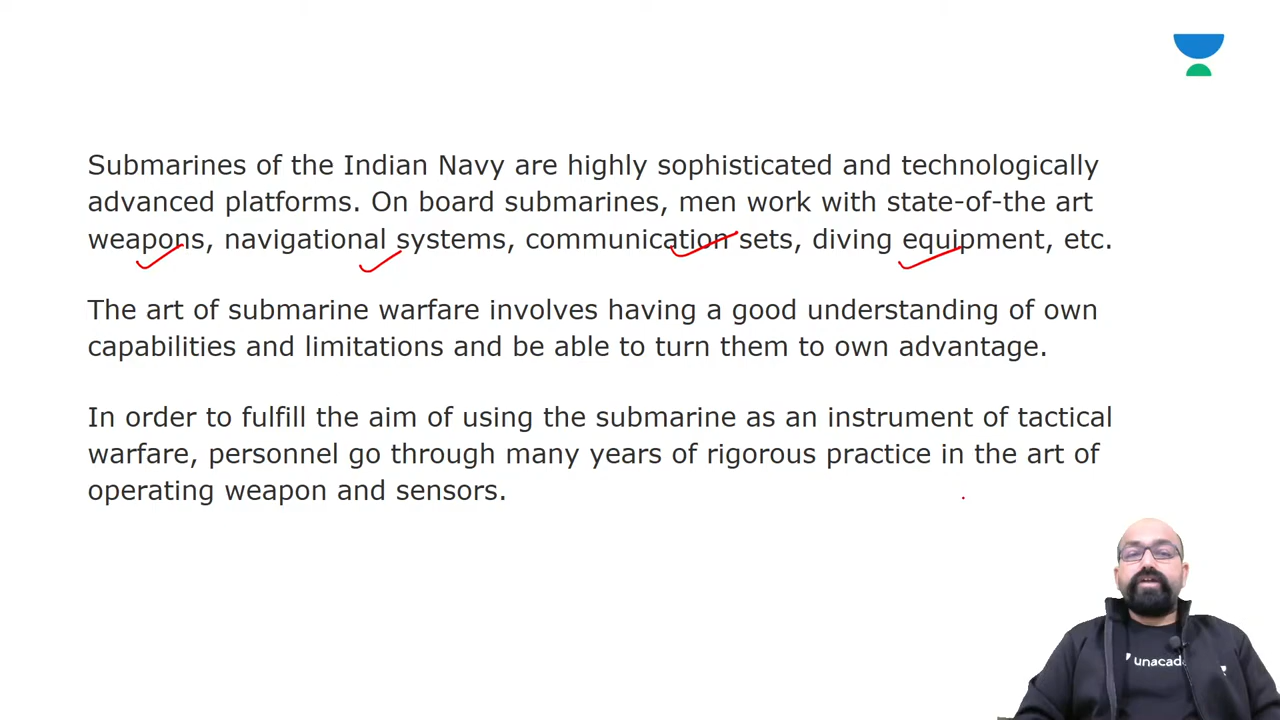 Submarines of the Indian Navy are highly sophisticated and technologically
advanced platforms. On board submarines, men work with state-of-the art
weapons, navigational systems, communication sets, diving equipment, etc.
The art of submarine warfare involves having a good understanding of own
capabilities and limitations and be able to turn them to own advantage.
In order to fulfill the aim of using the submarine as an instrument of tactical
warfare, personnel go through many years of rigorous practice in the art of
operating weapon and sensors.
unacad